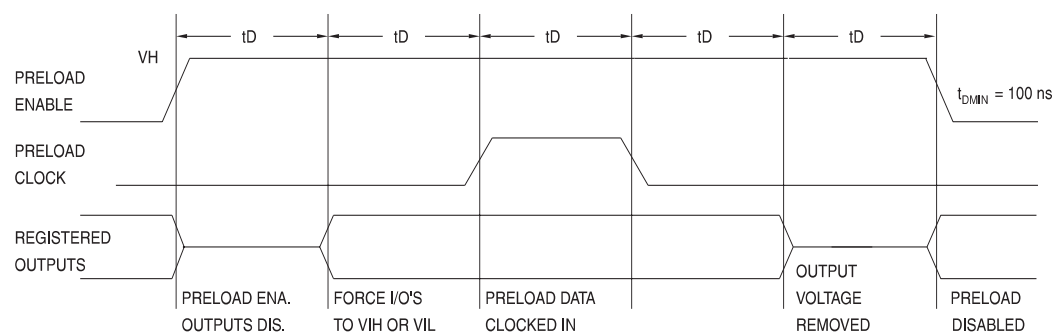 tD tD tD tD tD
VH
PRELOAD
ENABLE
tDMIN = 100 ns
PRELOAD
CLOCK
REGISTERED
OUTPUTS
PRELOAD ENA.
OUTPUTS DIS.
FORCE I/O'S
TO VIH OR VIL
PRELOAD DATA
CLOCKED IN
OUTPUT
VOLTAGE
REMOVED
PRELOAD
DISABLED